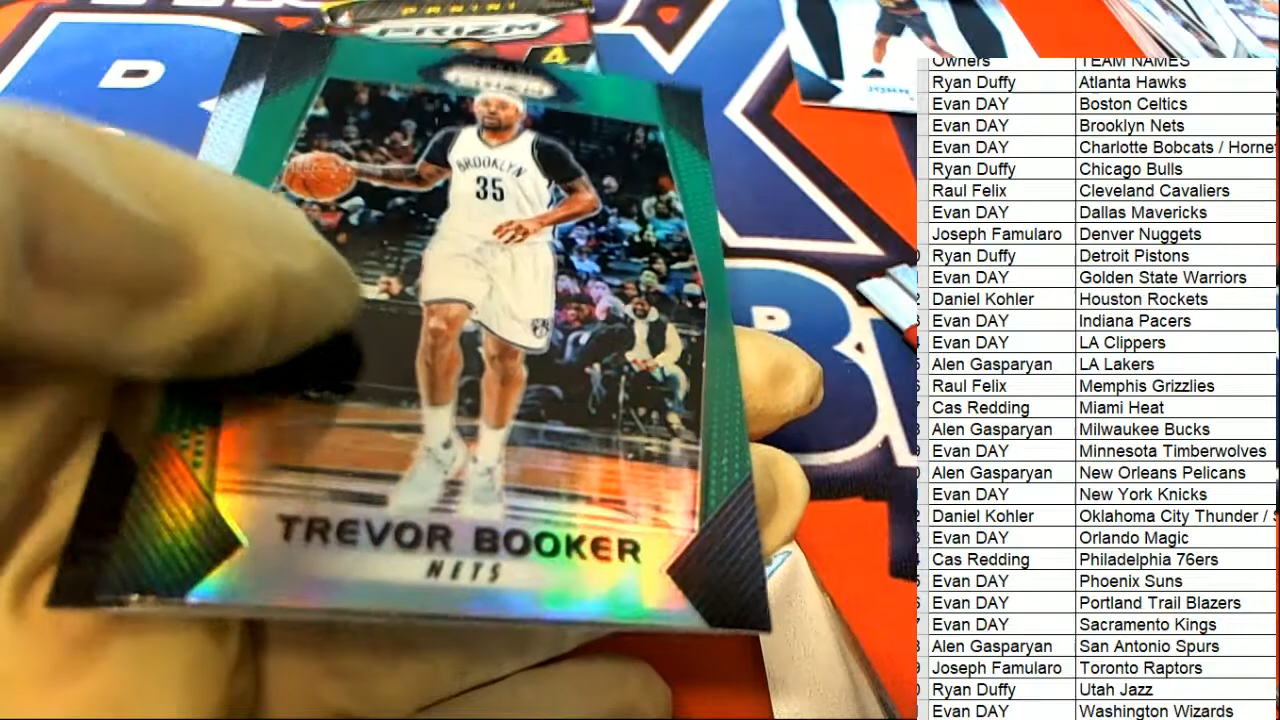 PANINI
PRIZM
4
D
BROOKLYN
35
TREVOR BOOKER
NETS
Owners TEAM NAMES
Ryan Duffy Atlanta Hawks
Evan DAY Boston Celtics
Evan DAY Brooklyn Nets
Evan DAY Charlotte Bobcats / Horne
Ryan Duffy Chicago Bulls
Raul Felix Cleveland Cavaliers
Evan DAY Dallas Mavericks
Joseph Famularo Denver Nuggets
Ryan Duffy Detroit Pistons
Evan DAY Golden State Warriors
Daniel Kohler Houston Rockets
Evan DAY Indiana Pacers
Evan DAY LA Clippers
Alen Gasparyan LA Lakers
Raul Felix Memphis Grizzlies
Cas Redding Miami Heat
Alen Gasparyan Milwaukee Bucks
Evan DAY Minnesota Timberwolves
Alen Gasparyan New Orleans Pelicans
Evan DAY New York Knicks
Daniel Kohler Oklahoma City Thunder /
Evan DAY Orlando Magic
Cas Redding Philadelphia 76ers
Evan DAY Phoenix Suns
Evan DAY Portland Trail Blazers
Evan DAY Sacramento Kings
Alen Gasparyan San Antonio Spurs
Joseph Famularo Toronto Raptors
Ryan Duffy Utah Jazz
Evan DAY Washington Wizards